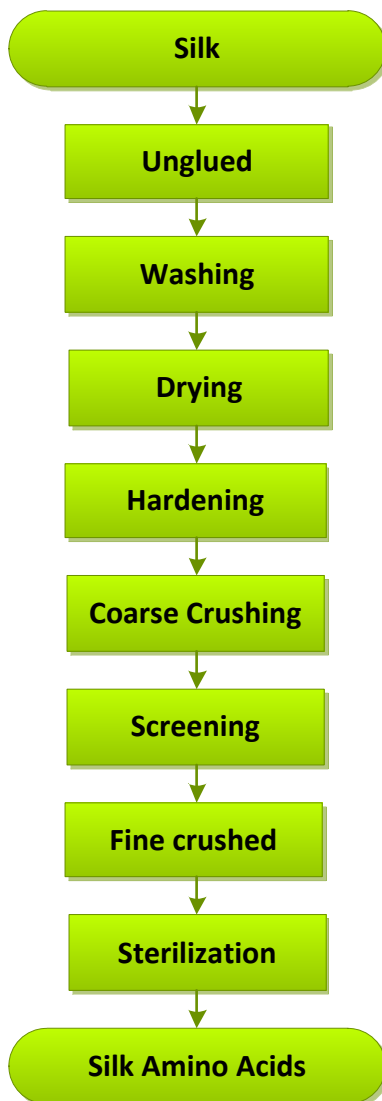 Silk
Unglued
Washing
Drying
Hardening
Coarse Crushing
Screening
Fine crushed
Sterilization
Silk Amino Acids